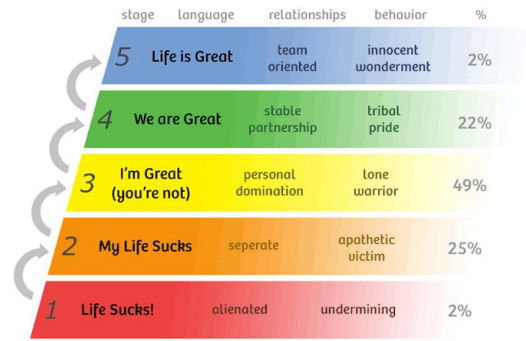 stage language relationships behavior %
5 Life is Great team oriented innocent wonderment 2%
4 We are Great stable partnership tribal pride 22%
3 I'm Great (you're not) personal domination lone warrior 49%
2 My Life Sucks seperate apathetic victim 25%
1 Life Sucks! alienated undermining 2%